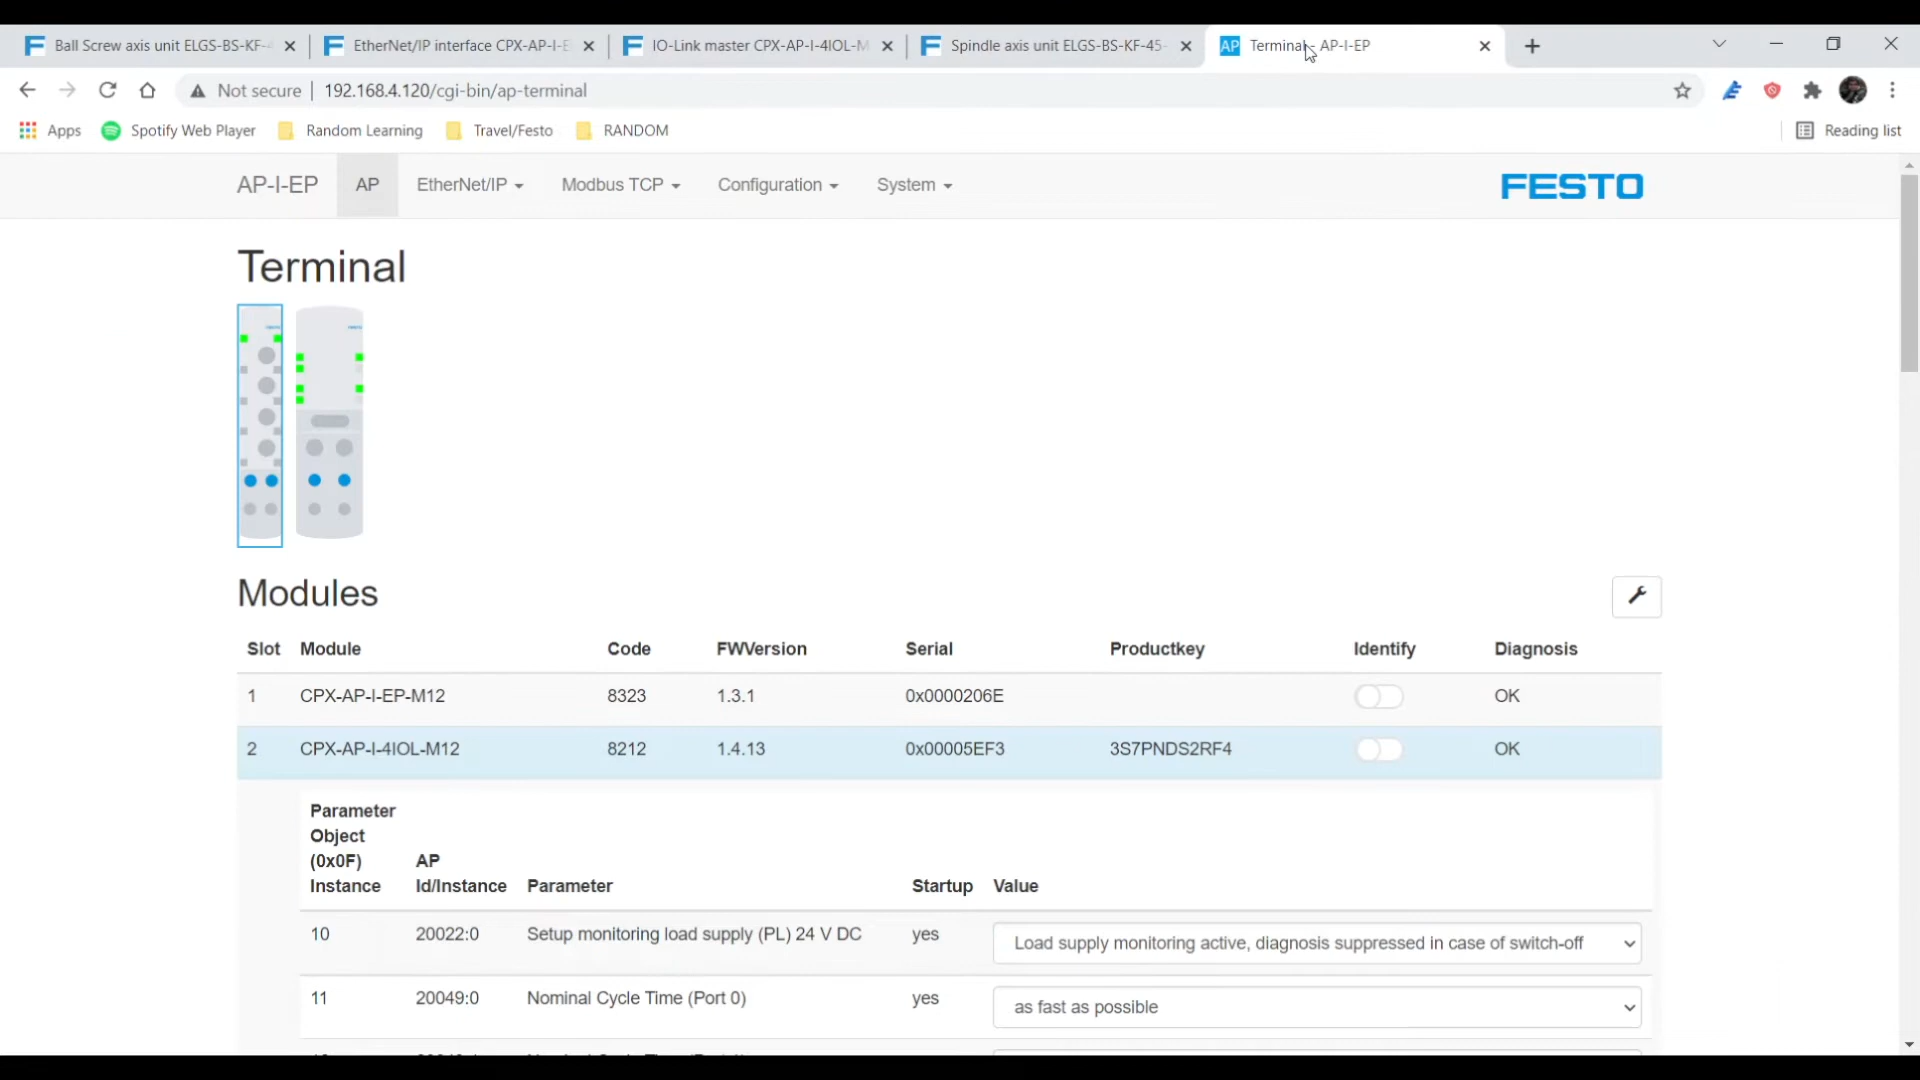 Ball Screw axis unit ELGS-BS-KF-
EtherNet/IP interface CPX-AP-I-E
IO-Link master CPX-AP-I-4IOL-M
Spindle axis unit ELGS-BS-KF-45-
AP Terminal - AP-I-EP
Not secure | 192.168.4.120/cgi-bin/ap-terminal
Apps Spotify Web Player Random Learning Travel/Festo RANDOM Reading list
AP-I-EP AP EtherNet/IP Modbus TCP Configuration System FESTO
Terminal
Modules
Slot Module Code FWVersion Serial Productkey Identify Diagnosis
1 CPX-AP-I-EP-M12 8323 1.3.1 0x0000206E OK
2 CPX-AP-I-4IOL-M12 8212 1.4.13 0x00005EF3 3S7PNDS2RF4 OK
Parameter
Object
(0x0F) AP
Instance Id/Instance Parameter Startup Value
10 20022:0 Setup monitoring load supply (PL) 24 V DC yes Load supply monitoring active, diagnosis suppressed in case of switch-off
11 20049:0 Nominal Cycle Time (Port 0) yes as fast as possible